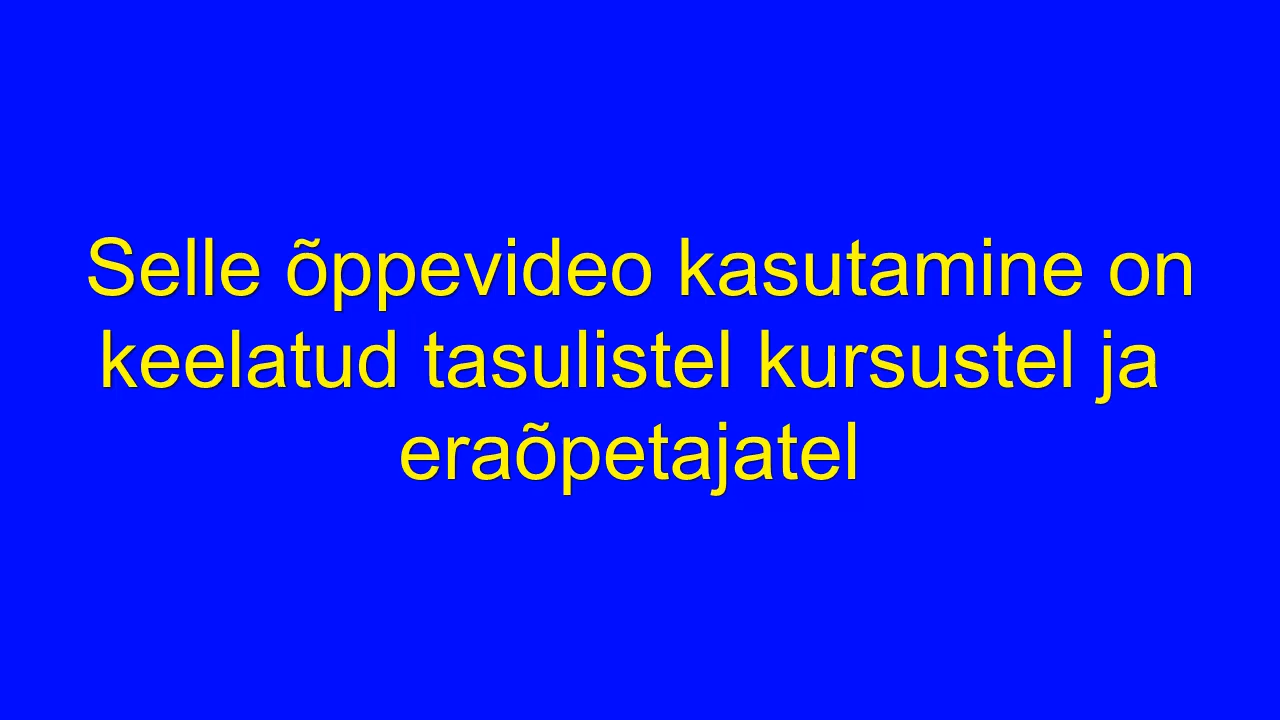 Selle õppevideo kasutamine on
keelatud tasulistel kursustel ja
eraõpetajatel